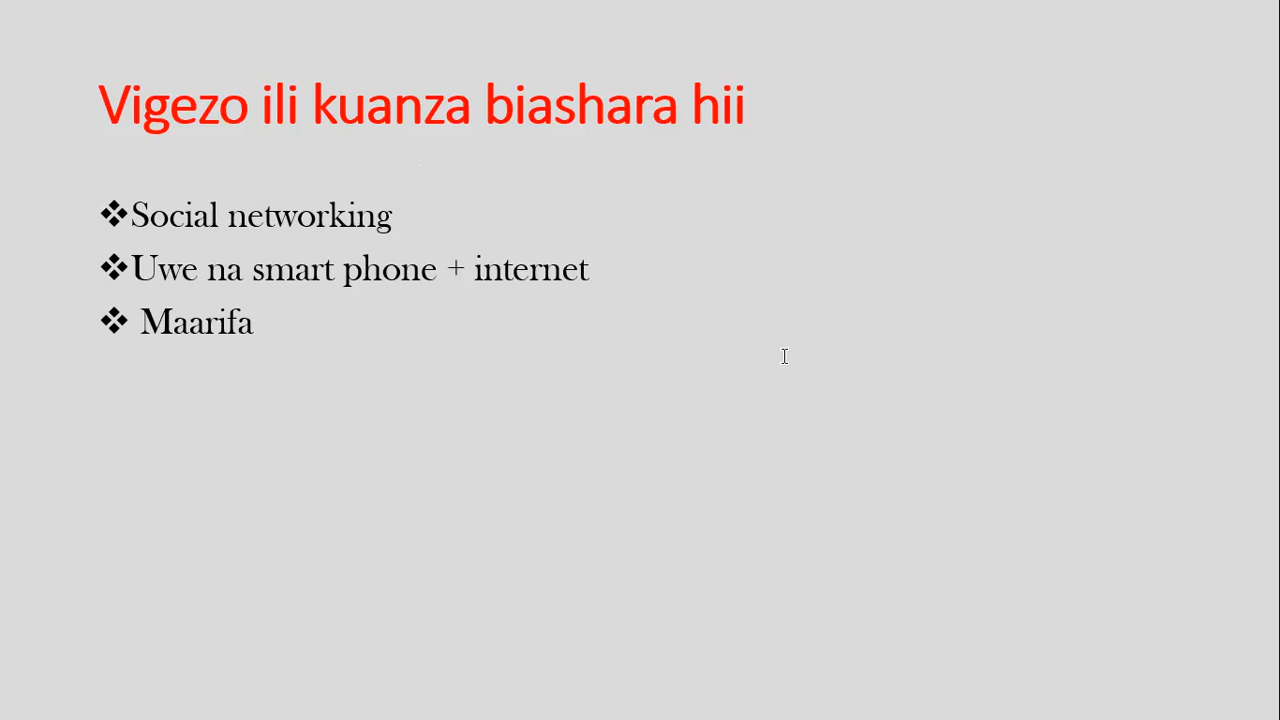 Vigezo ili kuanza biashara hii
❖Social networking
❖Uwe na smart phone + internet
❖ Maarifa